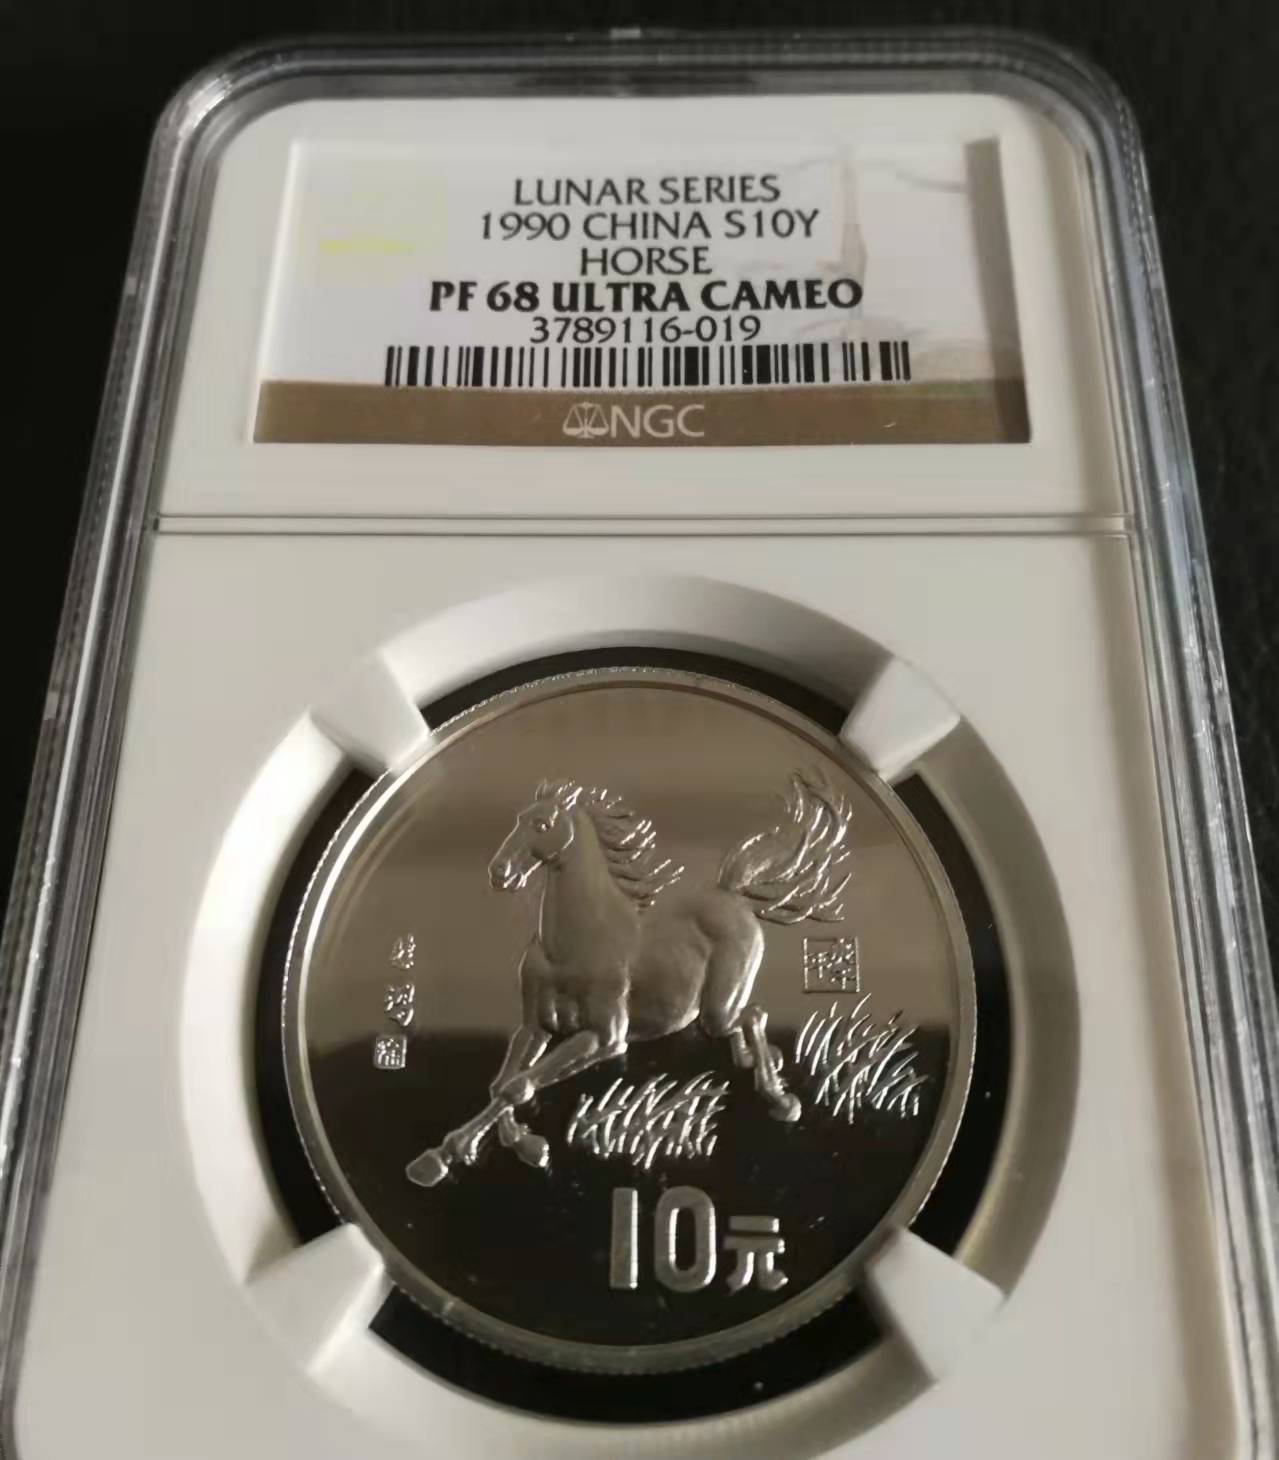 LUNAR SERIES
1990 CHINA S10Y
HORSE
PF 68 ULTRA CAMEO
3789116-019
NGC
10元